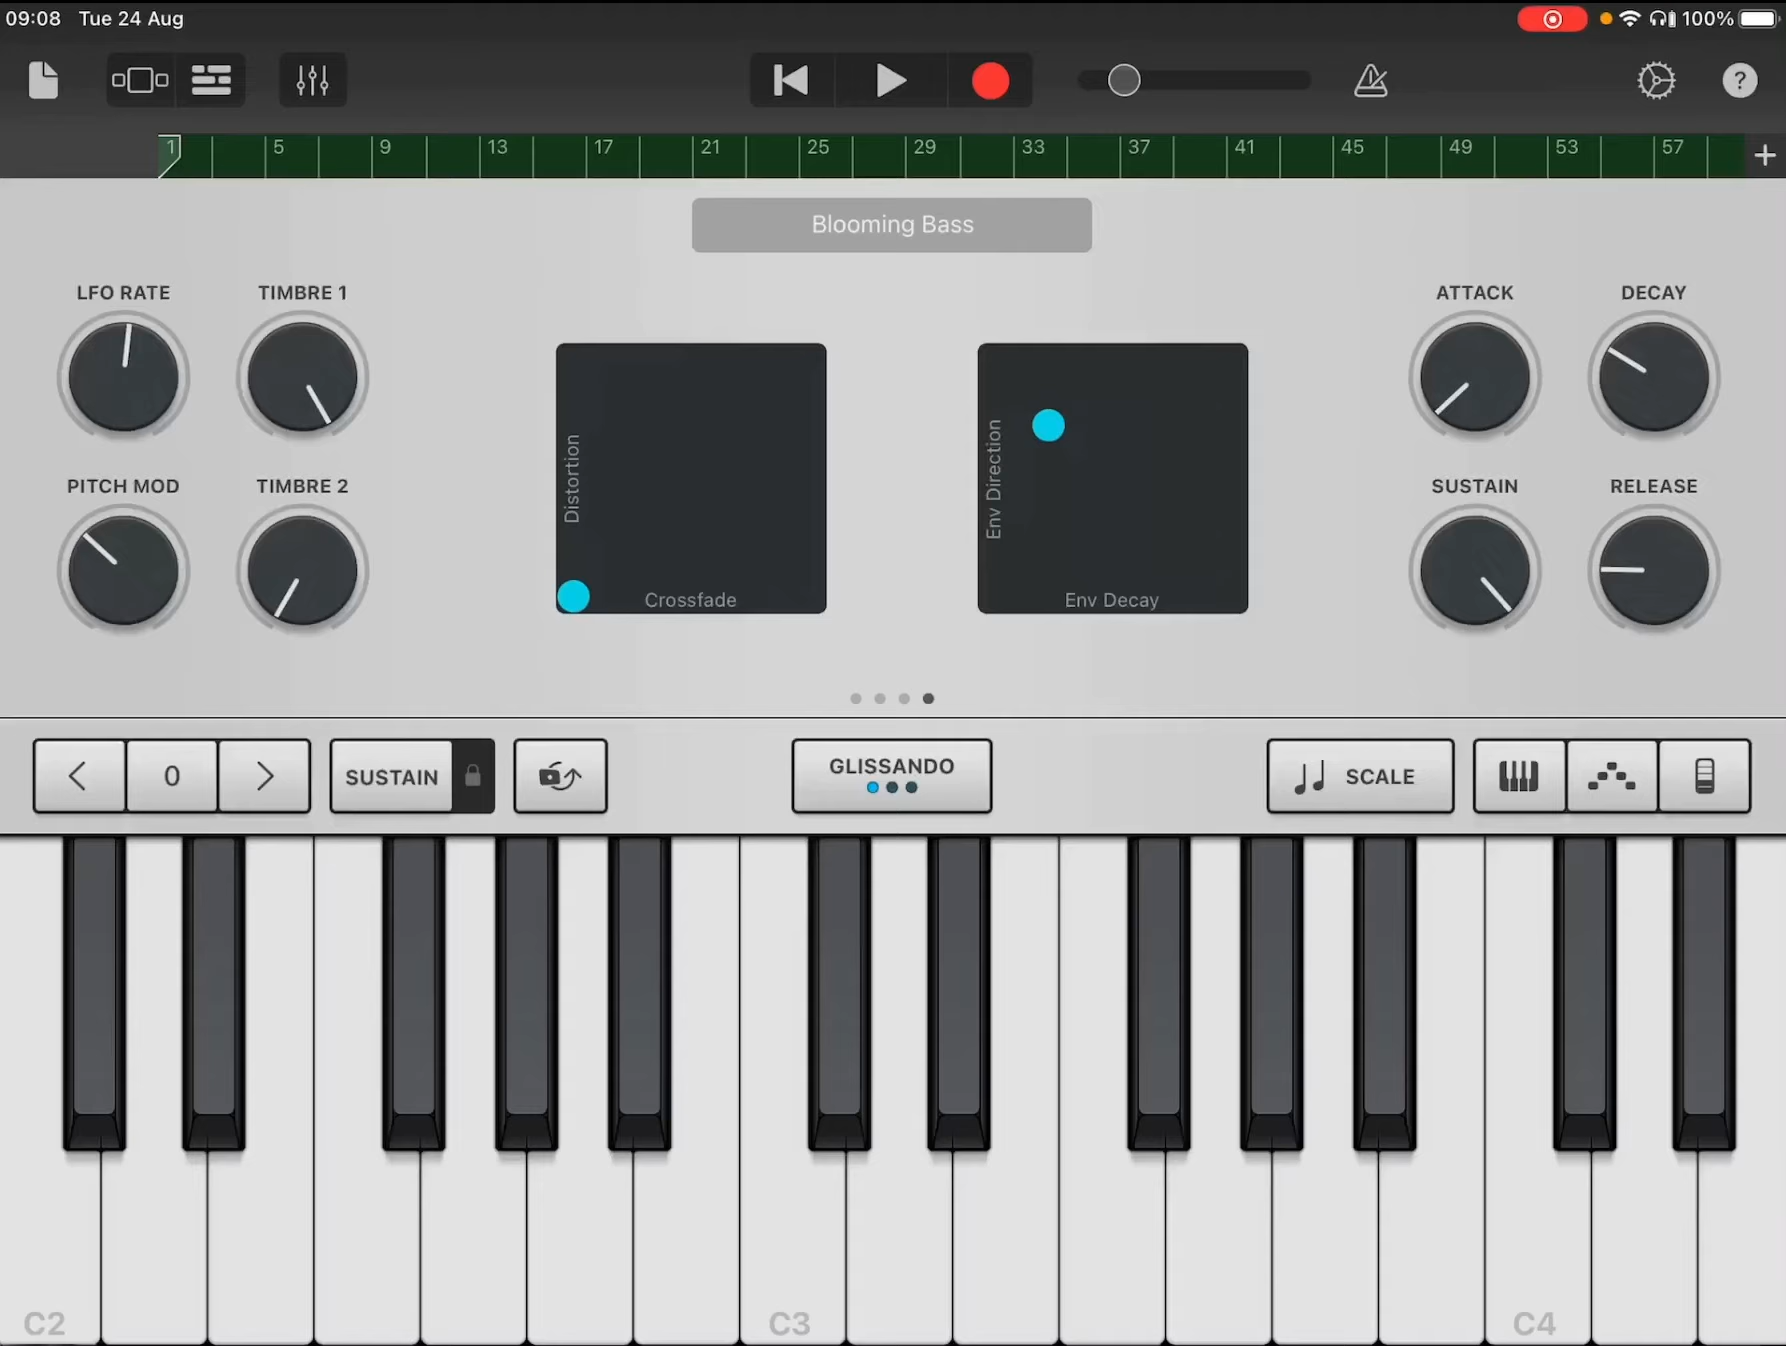 09:08 Tue 24 Aug
100%
?
1 5 9 13 17 21 25 29 33 37 41 45 49 53 57 +
Blooming Bass
LFO RATE TIMBRE 1
ATTACK DECAY
Distortion
Env Direction
PITCH MOD TIMBRE 2
SUSTAIN RELEASE
Crossfade
Env Decay
< 0 > SUSTAIN GLISSANDO SCALE
C2 C3 C4